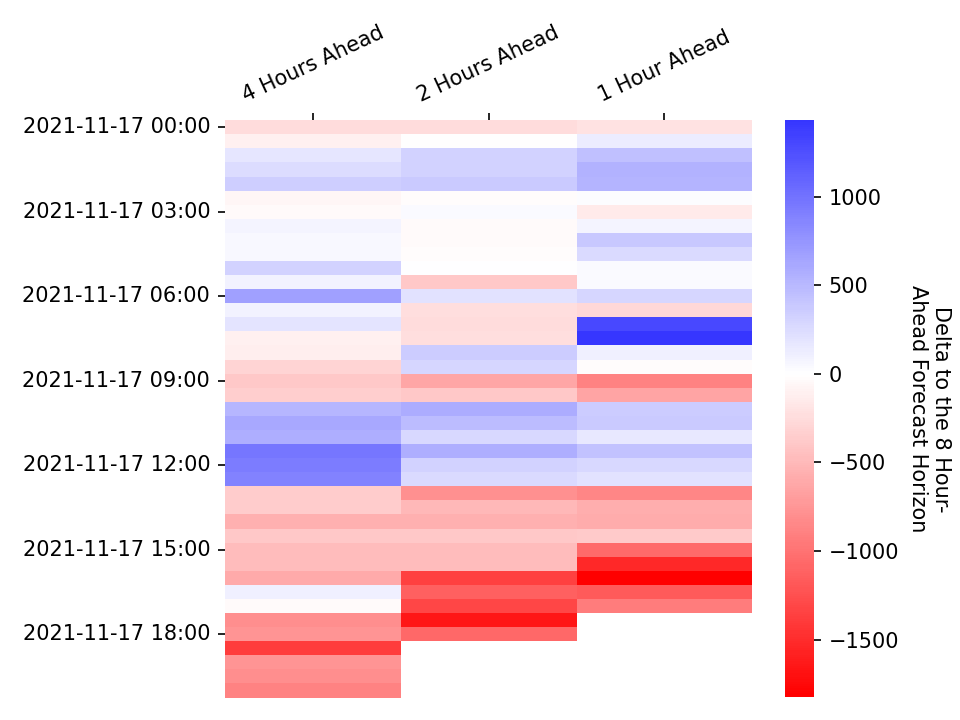 4 Hours Ahead
2 Hours Ahead
1 Hour Ahead
2021-11-17 00:00
2021-11-17 03:00
2021-11-17 06:00
2021-11-17 09:00
2021-11-17 12:00
2021-11-17 15:00
2021-11-17 18:00
1000
500
0
−500
−1000
−1500
Delta to the 8 Hour-
Ahead Forecast Horizon